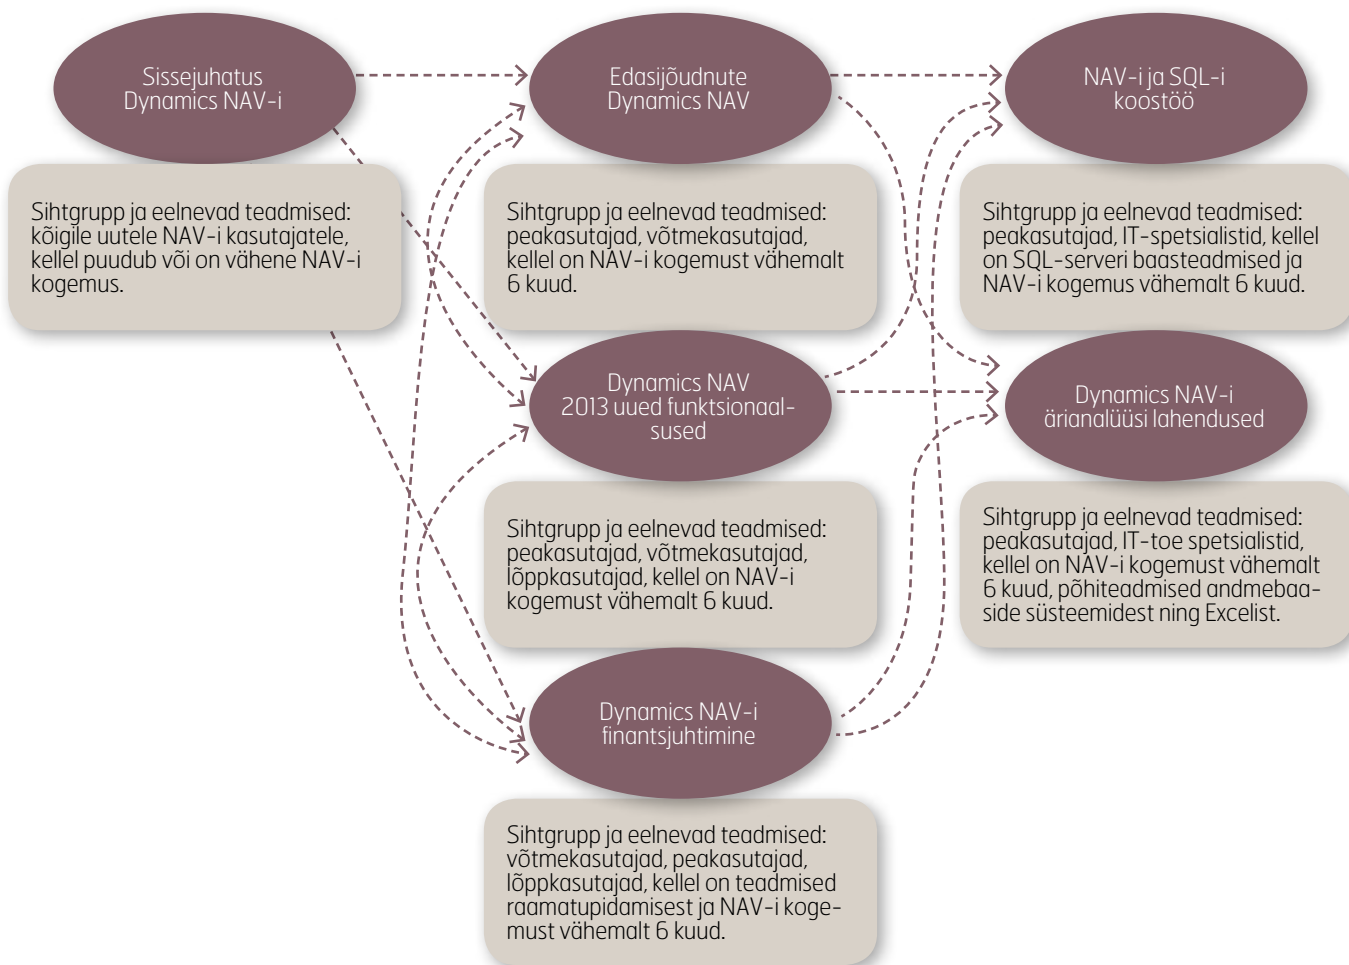 Sissejuhatus
Dynamics NAV-i
Sihtgrupp ja eelnevad teadmised:
kõigile uutele NAV-i kasutajatele,
kellel puudub või on vähene NAV-i
kogemus.
Edasijõudnute
Dynamics NAV
Sihtgrupp ja eelnevad teadmised:
peakasutajad, võtmekasutajad,
kellel on NAV-i kogemust vähemalt
6 kuud.
NAV-i ja SQL-i
koostöö
Sihtgrupp ja eelnevad teadmised:
peakasutajad, IT-spetsialistid, kellel
on SQL-serveri baasteadmised ja
NAV-i kogemus vähemalt 6 kuud.
Dynamics NAV
2013 uued funktsionaal-
susused
Sihtgrupp ja eelnevad teadmised:
peakasutajad, võtmekasutajad,
lõppkasutajad, kellel on NAV-i
kogemust vähemalt 6 kuud.
Dynamics NAV-i
ärianalüüsi lahendused
Sihtgrupp ja eelnevad teadmised:
peakasutajad, IT-toe spetsialistid,
kellel on NAV-i kogemust vähemalt
6 kuud, põhiteadmised andmebaa-
side süsteemidest ning Excelist.
Dynamics NAV-i
finantsjuhtimine
Sihtgrupp ja eelnevad teadmised:
võtmekasutajad, peakasutajad,
lõppkasutajad, kellel on teadmised
raamatupidamisest ja NAV-i koge-
must vähemalt 6 kuud.